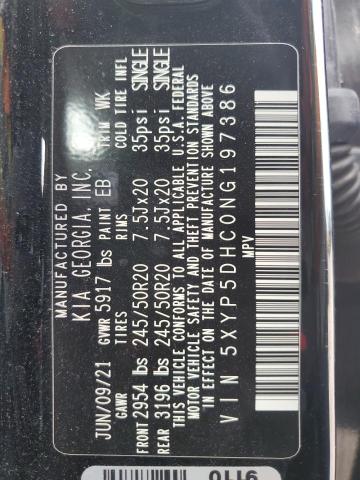 MANUFACTURED BY
KIA GEORGIA, INC.
JUN/09/21 GVWR 5917 lbs PAINT EB TRIM WK
GAWR TIRES RIMS COLD TIRE INFL
FRONT 2954 lbs 245/50R20 7.5Jx20 35psi SINGLE
REAR 3196 lbs 245/50R20 7.5Jx20 35psi SINGLE
THIS VEHICLE CONFORMS TO ALL APPLICABLE U.S.A. FEDERAL
MOTOR VEHICLE SAFETY AND THEFT PREVENTION STANDARDS
IN EFFECT ON THE DATE OF MANUFACTURE SHOWN ABOVE
VIN 5XYP5DHC0NG197386
MPV